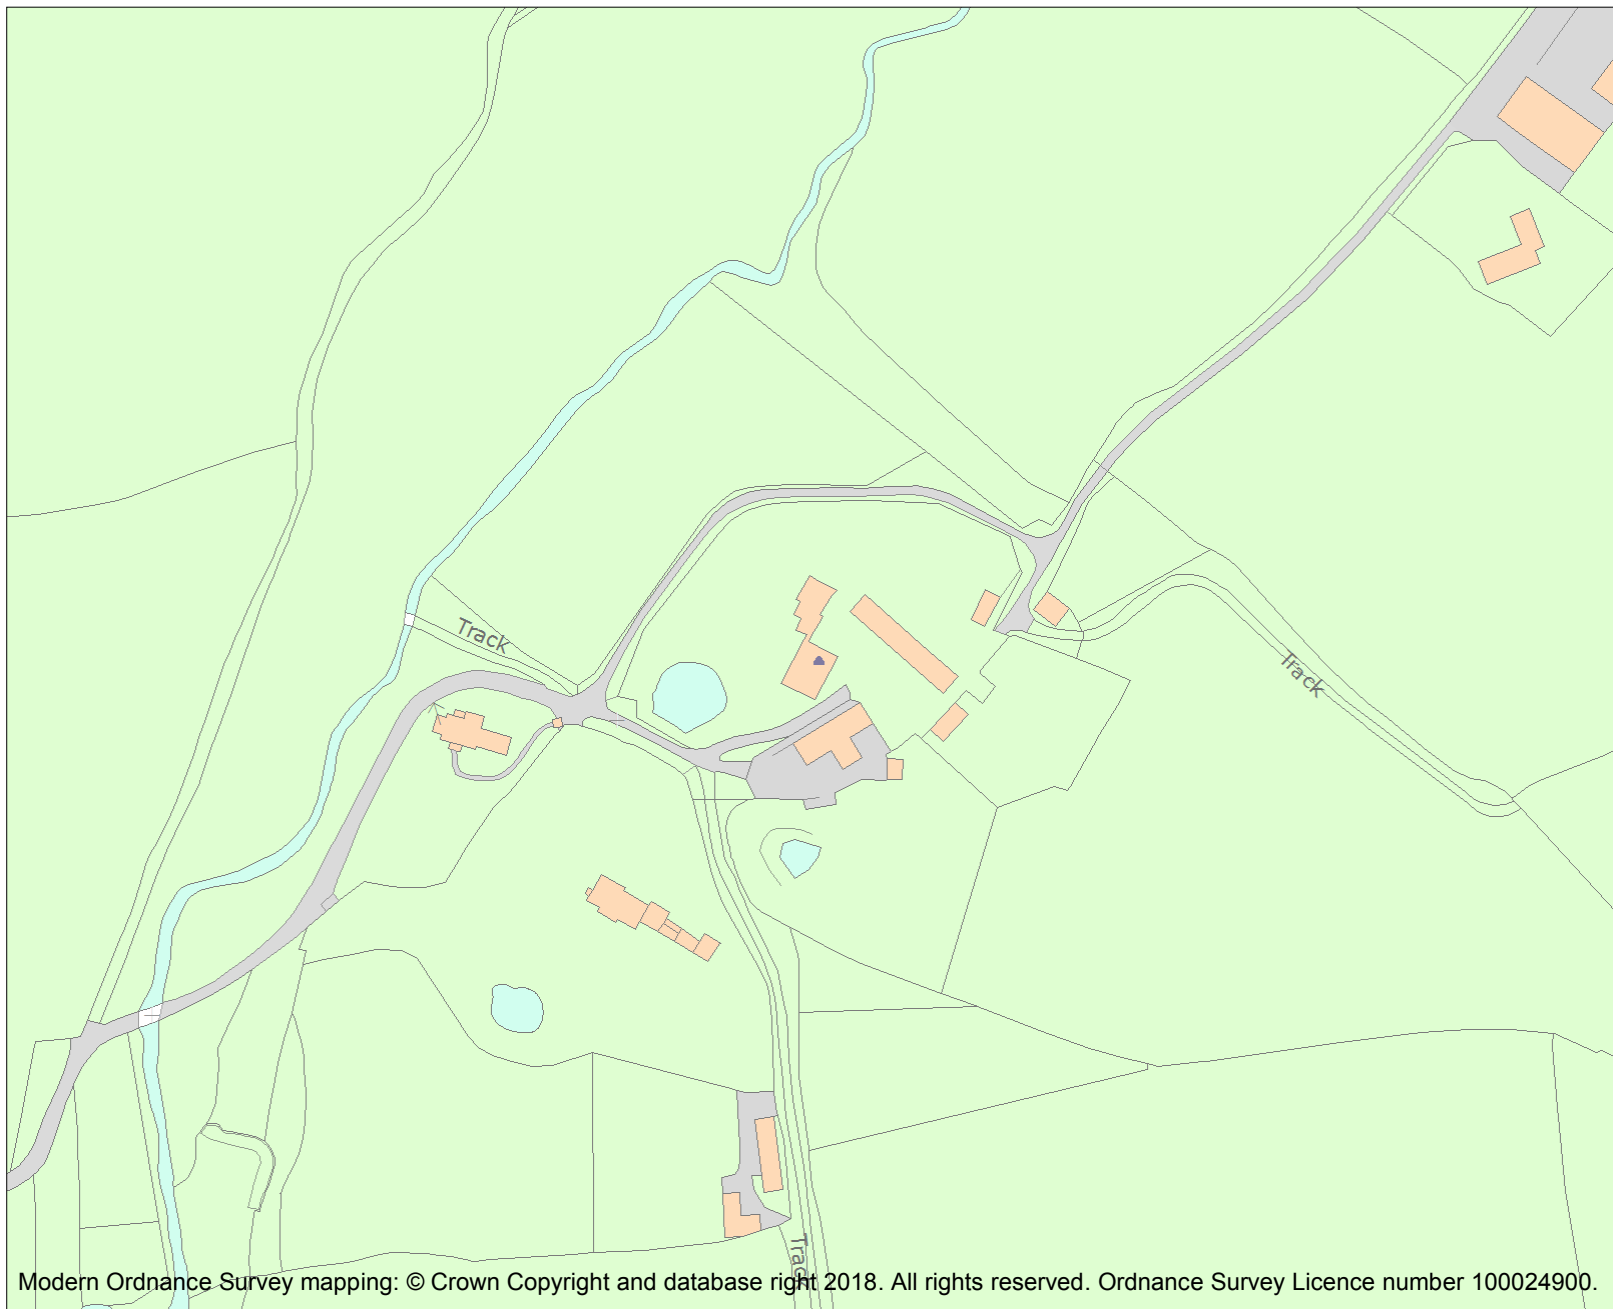 Track
Track
Track
Modern Ordnance Survey mapping: © Crown Copyright and database right 2018. All rights reserved. Ordnance Survey Licence number 100024900.